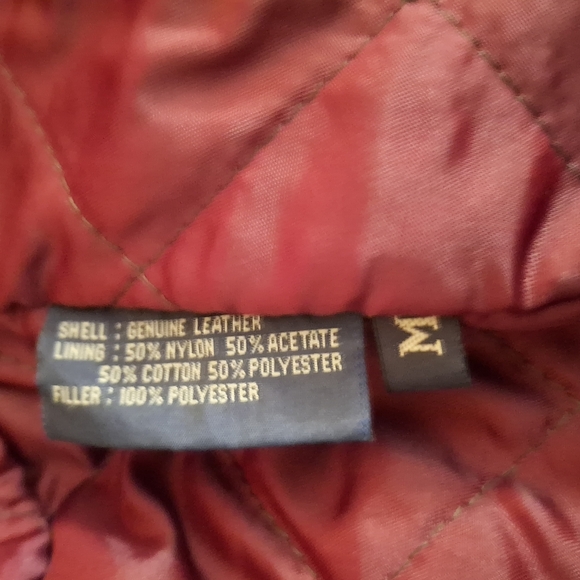 SHELL : GENUINE LEATHER
LINING : 50% NYLON 50% ACETATE
50% COTTON 50% POLYESTER
FILLER : 100% POLYESTER
M